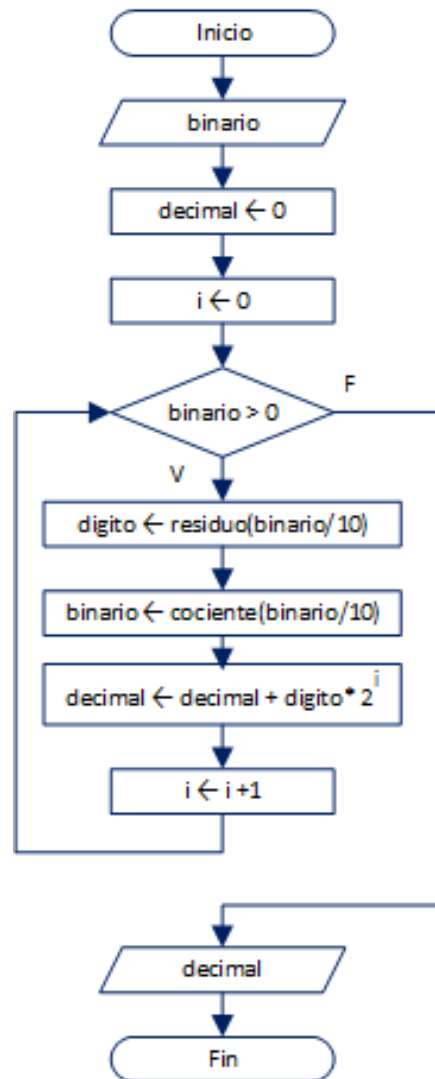 Inicio
binario
decimal ← 0
i ← 0
F
binario > 0
V
digito ← residuo(binario/10)
binario ← cociente(binario/10)
decimal ← decimal + digito* 2^i
i ← i +1
decimal
Fin